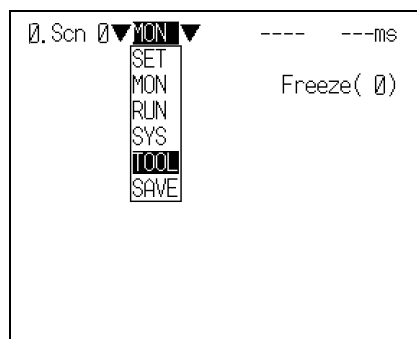 0.Scn 0▼MON ▼ ---- ---ms
SET
MON
Freeze( 0)
RUN
SYS
TOOL
SAVE